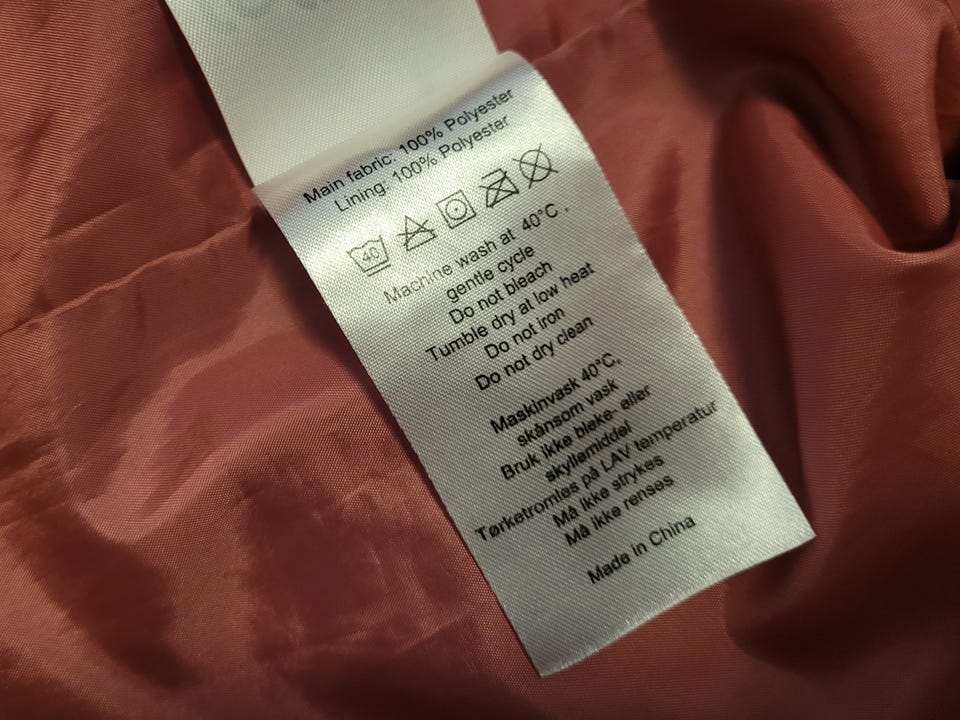 Main fabric: 100% Polyester
Lining: 100% Polyester
40
Machine wash at 40°C,
gentle cycle
Do not bleach
Tumble dry at low heat
Do not iron
Do not dry clean
Maskinvask 40°C,
skånsom vask
Bruk ikke bleke- eller
skyllemiddel
Tørketromles på LAV temperatur
Må ikke strykes
Må ikke renses
Made in China